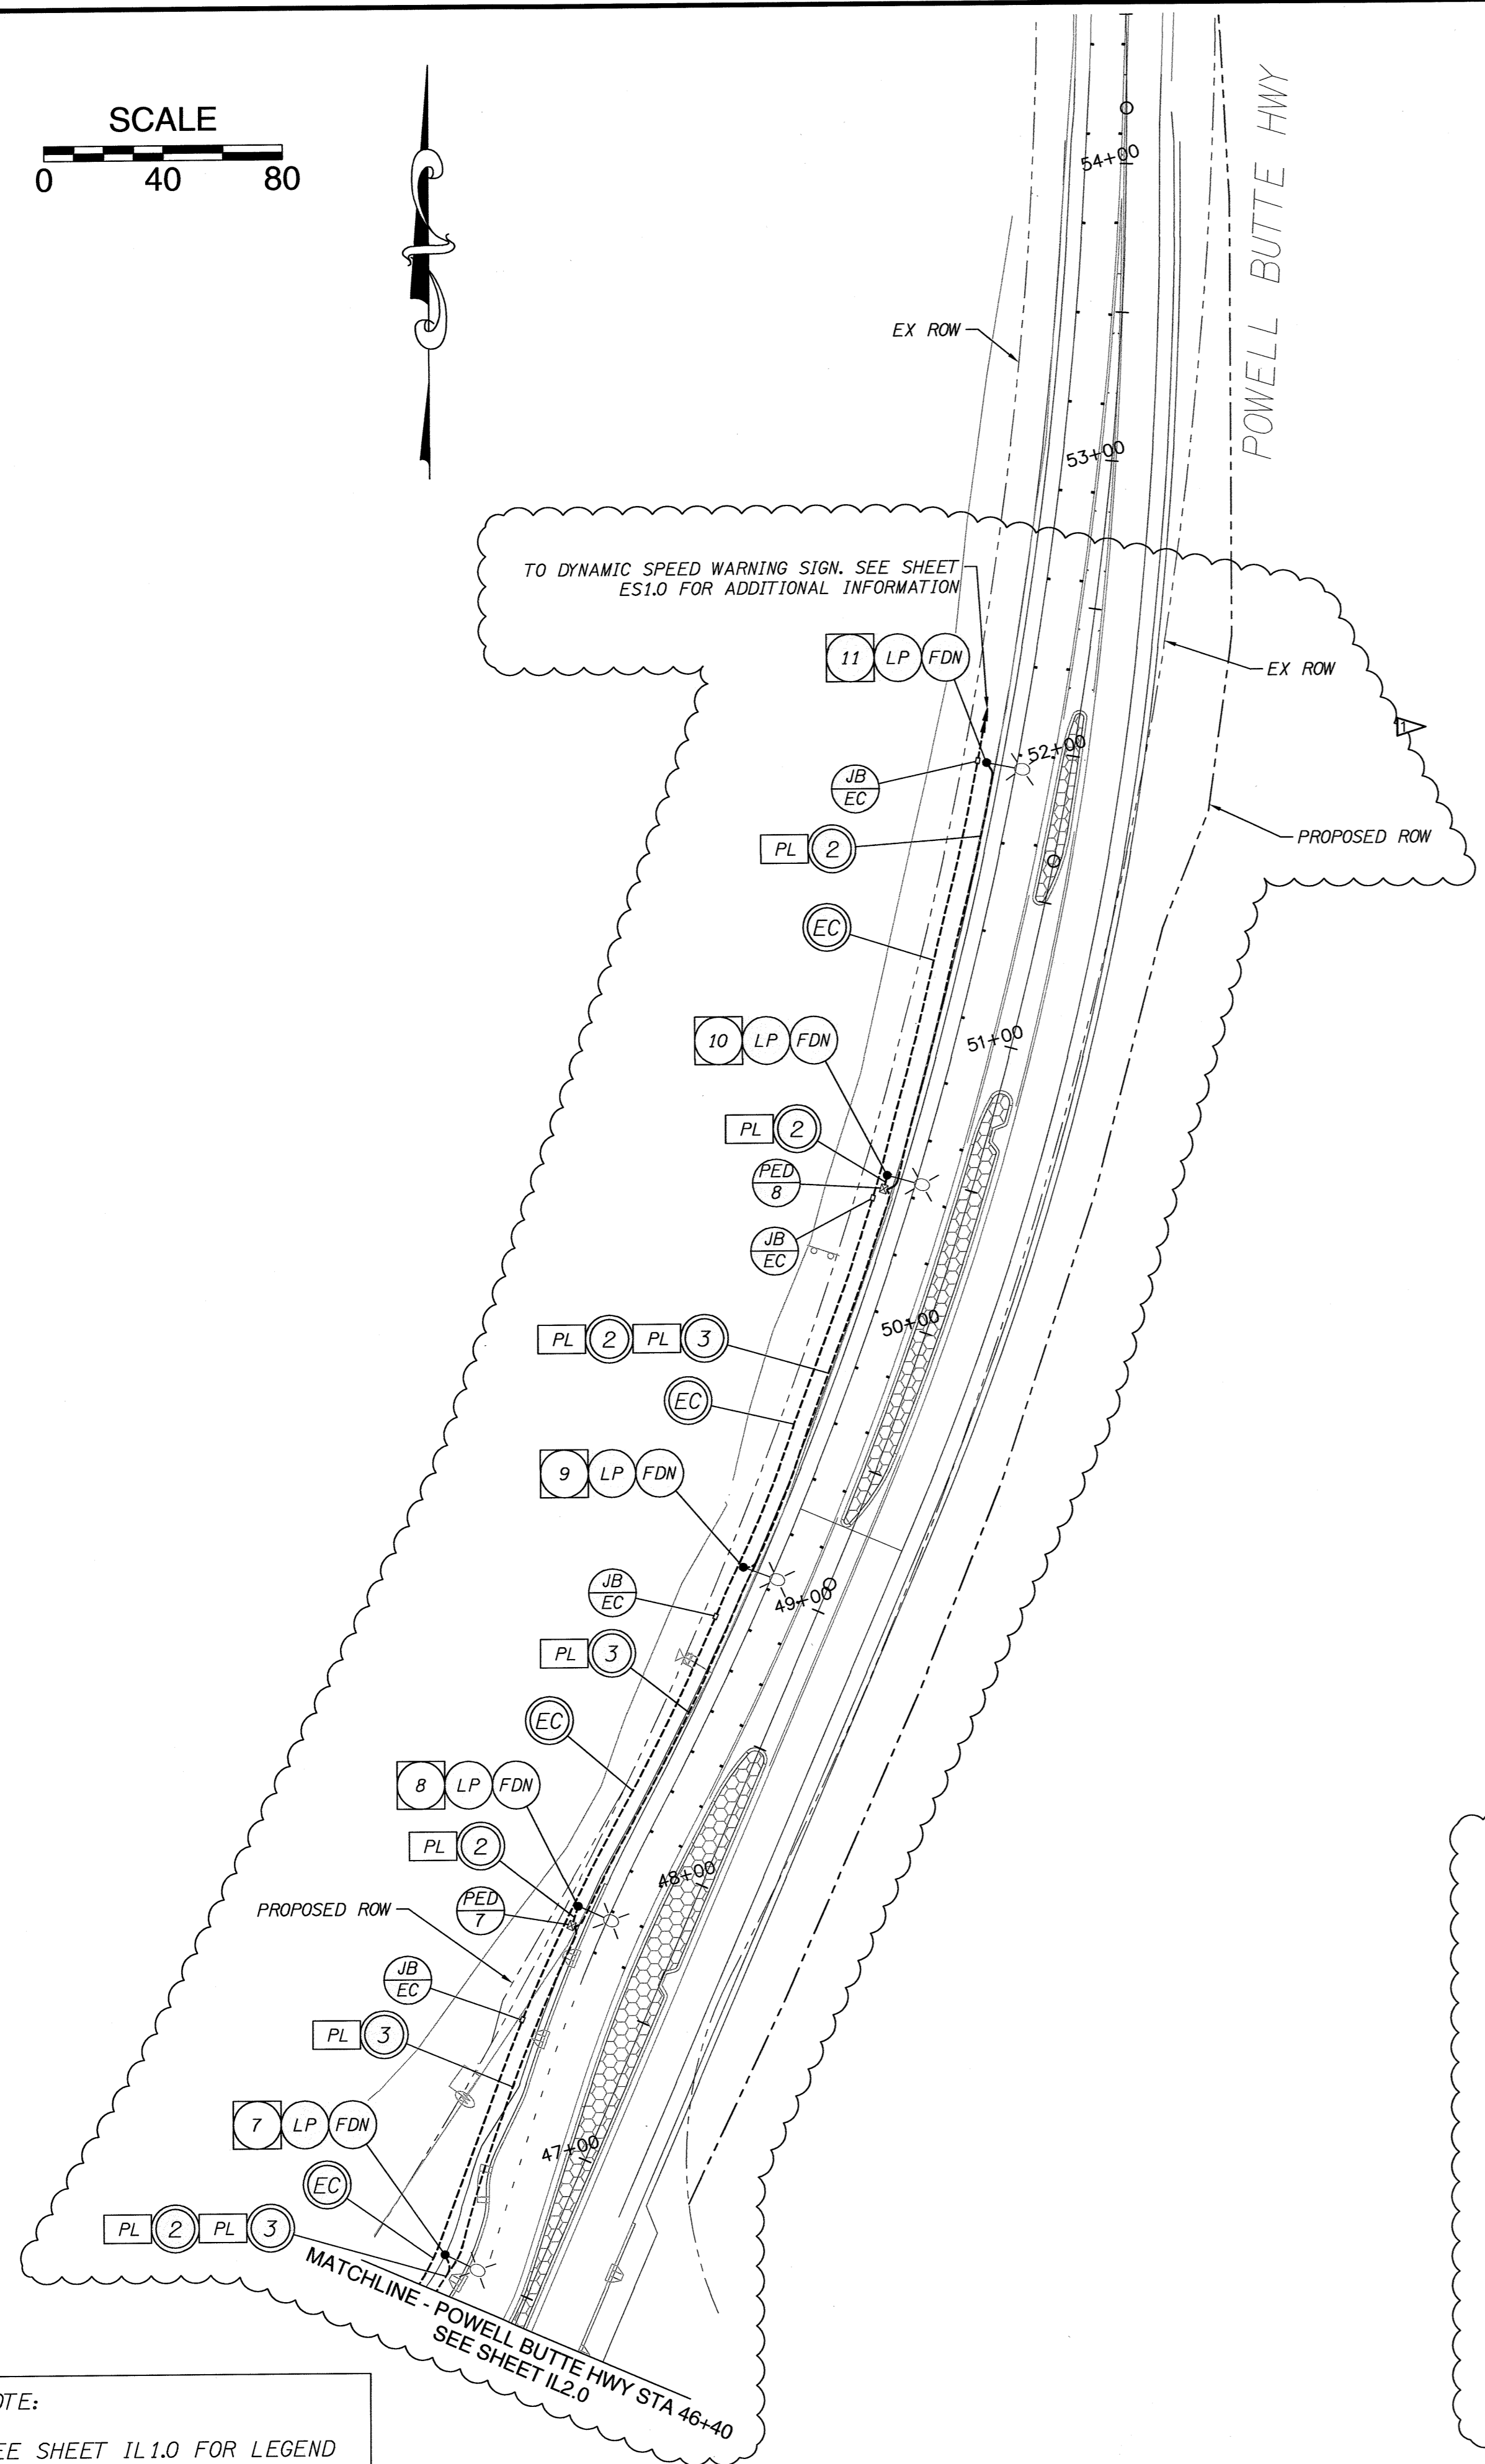 SCALE
0 40 80
POWELL BUTTE HWY
54+00
EX ROW
53+00
TO DYNAMIC SPEED WARNING SIGN. SEE SHEET
ES1.0 FOR ADDITIONAL INFORMATION
11 LP FDN
EX ROW
1
52+00
JB
EC
PL 2
PROPOSED ROW
EC
10 LP FDN
51+00
PL 2
PED
8
JB
EC
PL 2 PL 3
50+00
EC
9 LP FDN
JB
EC
49+00
PL 3
EC
8 LP FDN
PL 2
48+00
PED
7
PROPOSED ROW
JB
EC
PL 3
7 LP FDN
47+00
EC
PL 2 PL 3
MATCHLINE - POWELL BUTTE HWY STA 46+40
SEE SHEET IL2.0
OTE:
EE SHEET IL1.0 FOR LEGEND